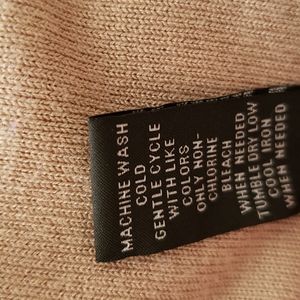 MACHINE WASH
COLD
GENTLE CYCLE
WITH LIKE
COLORS
ONLY NON-
CHLORINE
BLEACH
WHEN NEEDED
TUMBLE DRY LOW
COOL IRON
WHEN NEEDED